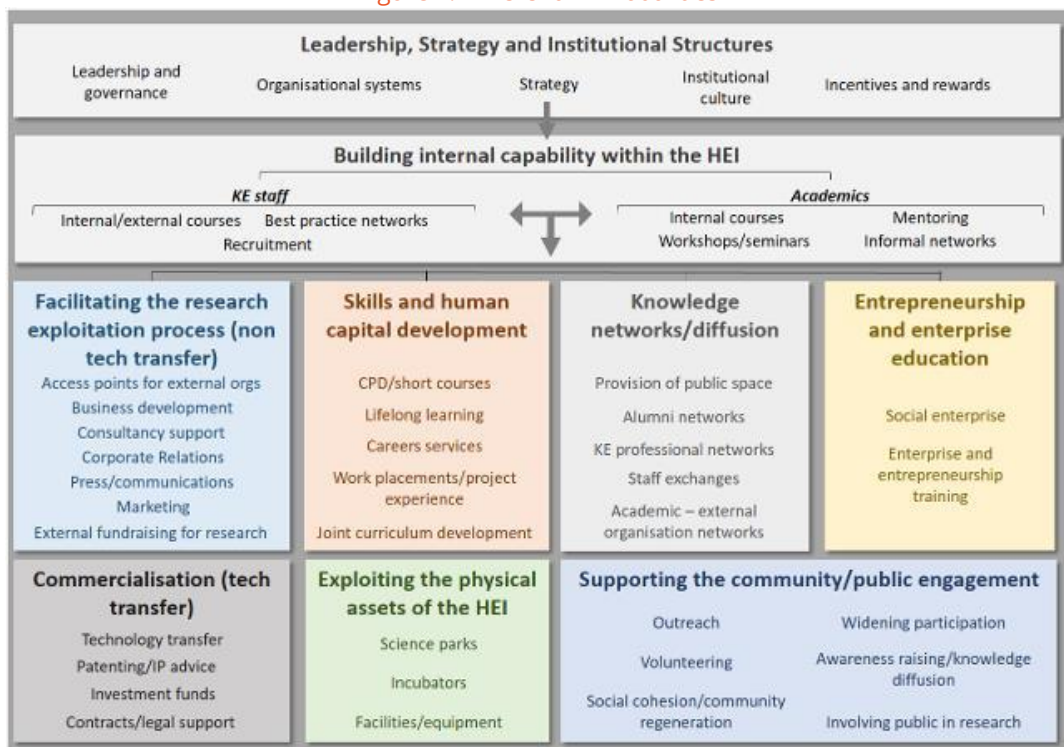 Leadership, Strategy and Institutional Structures
Leadership and
governance
Organisational systems
Strategy
Institutional
culture
Incentives and rewards
Building internal capability within the HEI
KE staff
Internal/external courses
Best practice networks
Recruitment
Academics
Internal courses
Mentoring
Workshops/seminars
Informal networks
Facilitating the research
exploitation process (non
tech transfer)
Access points for external orgs
Business development
Consultancy support
Corporate Relations
Press/communications
Marketing
External fundraising for research
Skills and human
capital development
CPD/short courses
Lifelong learning
Careers services
Work placements/project
experience
Joint curriculum development
Knowledge
networks/diffusion
Provision of public space
Alumni networks
KE professional networks
Staff exchanges
Academic – external
organisation networks
Entrepreneurship
and enterprise
education
Social enterprise
Enterprise and
entrepreneurship
training
Commercialisation (tech
transfer)
Technology transfer
Patenting/IP advice
Investment funds
Contracts/legal support
Exploiting the physical
assets of the HEI
Science parks
Incubators
Facilities/equipment
Supporting the community/public engagement
Outreach
Volunteering
Social cohesion/community
regeneration
Widening participation
Awareness raising/knowledge
diffusion
Involving public in research